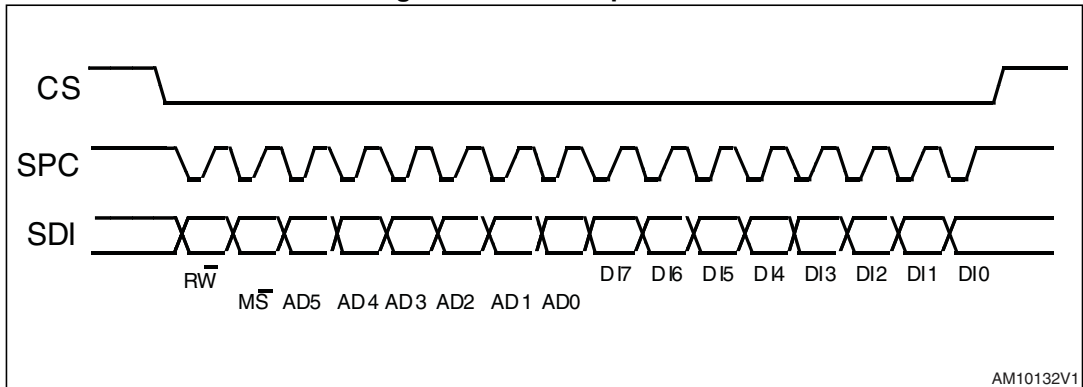 CS
SPC
SDI
RW̅ DI7 DI6 DI5 DI4 DI3 DI2 DI1 DI0
MS̅ AD5 AD4 AD3 AD2 AD1 AD0
AM10132V1